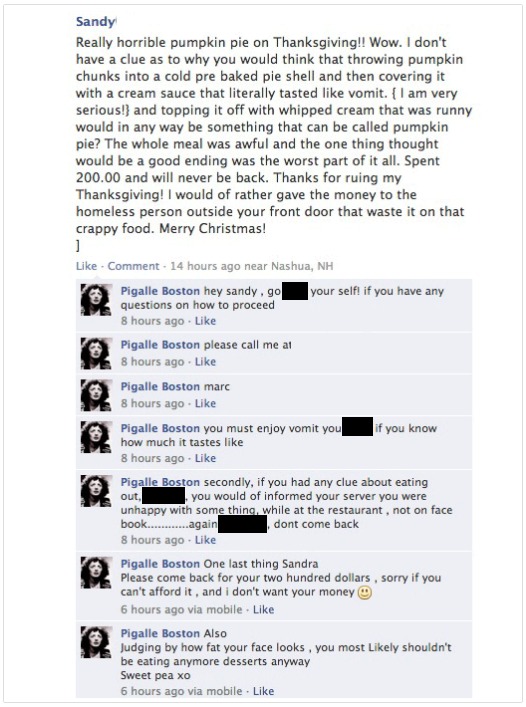 Sandy
Really horrible pumpkin pie on Thanksgiving!! Wow. I don't
have a clue as to why you would think that throwing pumpkin
chunks into a cold pre baked pie shell and then covering it
with a cream sauce that literally tasted like vomit. { I am very
serious!} and topping it off with whipped cream that was runny
would in any way be something that can be called pumpkin
pie? The whole meal was awful and the one thing thought
would be a good ending was the worst part of it all. Spent
200.00 and will never be back. Thanks for ruing my
Thanksgiving! I would of rather gave the money to the
homeless person outside your front door that waste it on that
crappy food. Merry Christmas!
]
Like · Comment · 14 hours ago near Nashua, NH
Pigalle Boston hey sandy , go your self! if you have any
questions on how to proceed
8 hours ago · Like
Pigalle Boston please call me at
8 hours ago · Like
Pigalle Boston marc
8 hours ago · Like
Pigalle Boston you must enjoy vomit you if you know
how much it tastes like
8 hours ago · Like
Pigalle Boston secondly, if you had any clue about eating
out, , you would of informed your server you were
unhappy with some thing, while at the restaurant , not on face
book............again , dont come back
8 hours ago · Like
Pigalle Boston One last thing Sandra
Please come back for your two hundred dollars , sorry if you
can't afford it , and i don't want your money 🙂
6 hours ago via mobile · Like
Pigalle Boston Also
Judging by how fat your face looks , you most Likely shouldn't
be eating anymore desserts anyway
Sweet pea xo
6 hours ago via mobile · Like